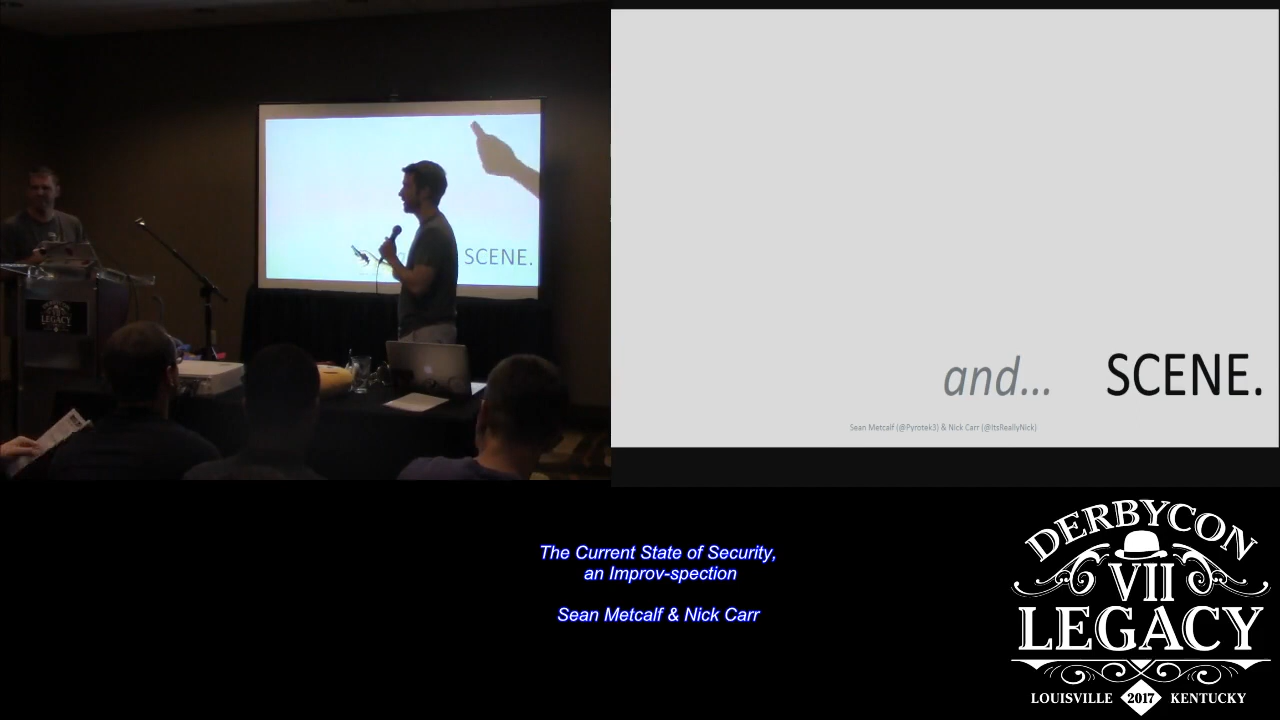 SCENE.
LEGACY
and... SCENE.
Sean Metcalf (@Pyrotek3) & Nick Carr (@ItsReallyNick)
The Current State of Security,
an Improv-spection
Sean Metcalf & Nick Carr
DERBYCON
VII
LEGACY
LOUISVILLE 2017 KENTUCKY